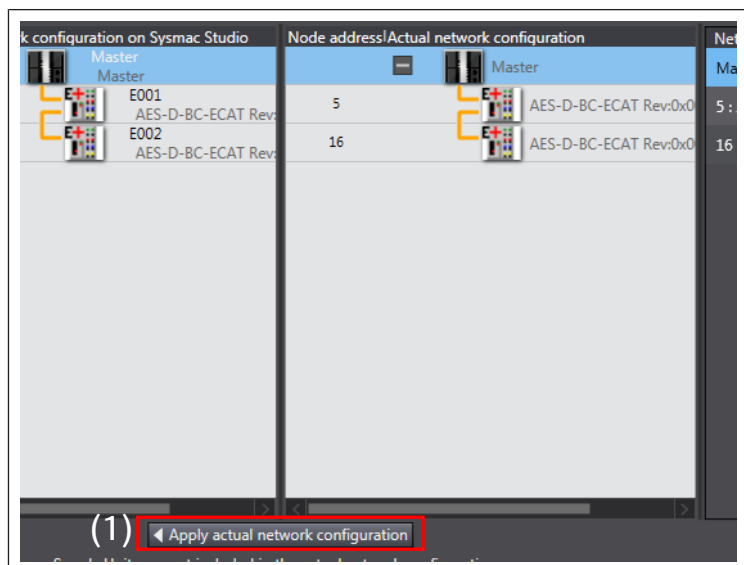 k configuration on Sysmac Studio
Node address Actual network configuration
Net
Master
Master
Master
Ma
E001
AES-D-BC-ECAT Rev:
5
AES-D-BC-ECAT Rev:0x0
5:
E002
AES-D-BC-ECAT Rev:
16
AES-D-BC-ECAT Rev:0x0
16
(1) Apply actual network configuration